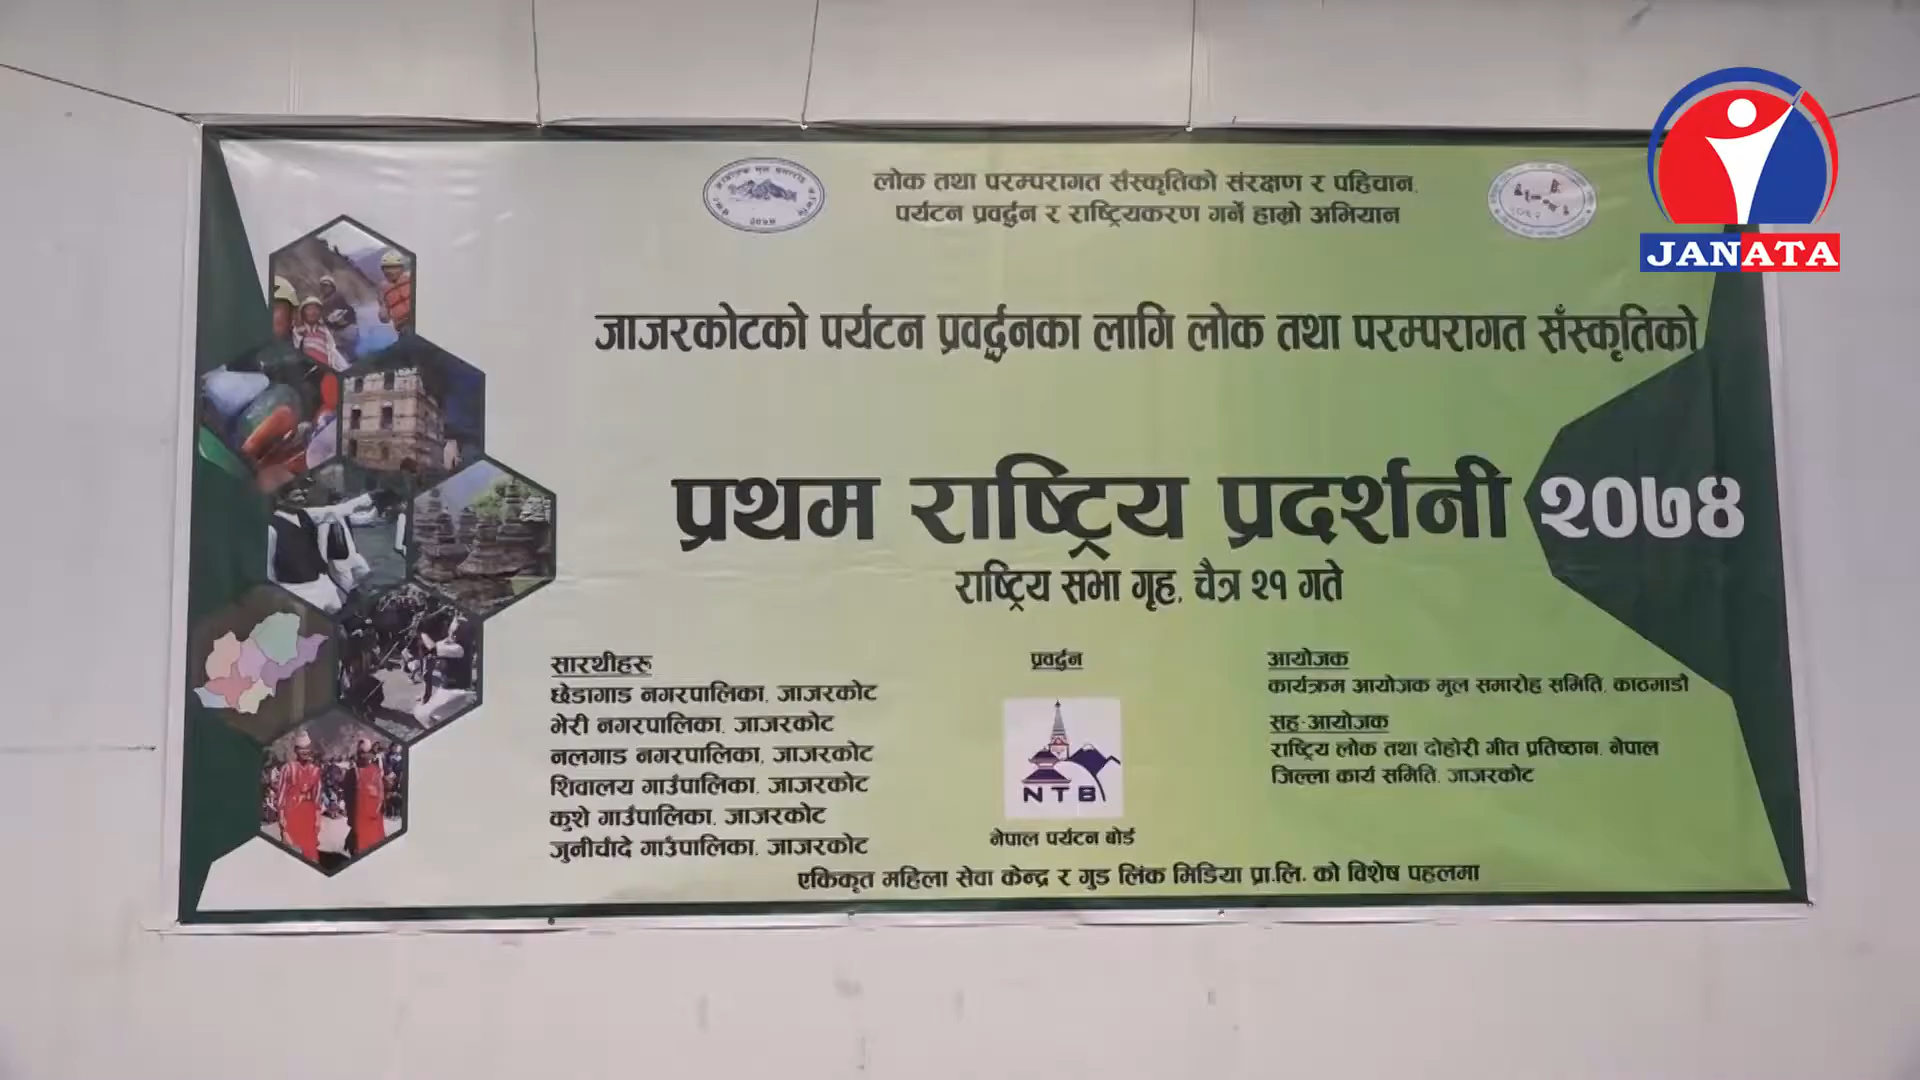 लोक तथा परम्परागत सँस्कृतिको संरक्षण र पहिचान,
पर्यटन प्रवर्द्धन र राष्ट्रियकरण गर्ने हाम्रो अभियान
JANATA
जाजरकोटको पर्यटन प्रवर्द्धनका लागि लोक तथा परम्परागत सँस्कृतिको
प्रथम राष्ट्रिय प्रदर्शनी २०७४
राष्ट्रिय सभा गृह, चैत्र २१ गते
सारथीहरू
छेडागाड नगरपालिका, जाजरकोट
भेरी नगरपालिका, जाजरकोट
नलगाड नगरपालिका, जाजरकोट
शिवालय गाउँपालिका, जाजरकोट
कुशे गाउँपालिका, जाजरकोट
जुनीचाँदे गाउँपालिका, जाजरकोट
प्रवर्द्धन
NTB
नेपाल पर्यटन बोर्ड
आयोजक
कार्यक्रम आयोजक मुल समारोह समिति, काठमाडौ
सह-आयोजक
राष्ट्रिय लोक तथा दोहोरी गीत प्रतिष्ठान, नेपाल
जिल्ला कार्य समिति, जाजरकोट
एकिकृत महिला सेवा केन्द्र र गुड लिंक मिडिया प्रा.लि. को विशेष पहलमा